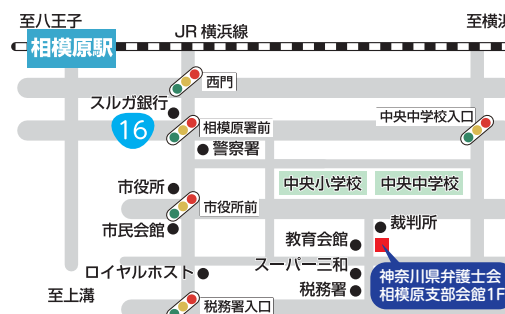 至八王子
至横浜
JR 横浜線
相模原駅
西門
スルガ銀行
中央中学校入口
16
相模原署前
警察署
中央小学校
中央中学校
市役所
市役所前
市民会館
裁判所
教育会館
スーパー三和
ロイヤルホスト
税務署
至上溝
神奈川県弁護士会
相模原支部会館1F
税務署入口